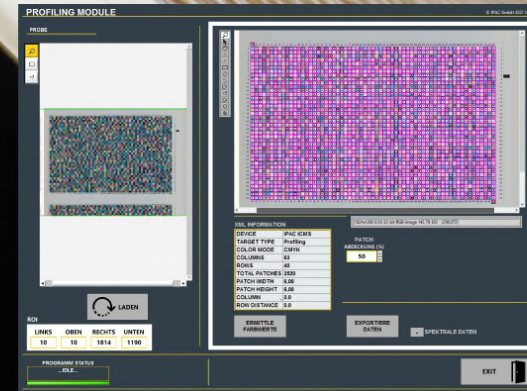 PROFILING MODULE
PROBE
LADEN
ROI
LINKS OBEN RECHTS UNTEN
10 10 1814 1190
PROGRAMM STATUS
...IDLE...
XML INFORMATION
DEVICE IPAC ICMS
TARGET TYPE Profiling
COLOR MODE CMYK
COLUMNS 63
ROWS 40
TOTAL PATCHES 2520
PATCH WIDTH 6.00
PATCH HEIGHT 6.00
COLUMN 0.0
ROW DISTANCE 0.0
PATCH
ABDECKUNG (%)
50
ERMITTLE
FARBWERTE
EXPORTIERE
DATEN
SPEKTRALE DATEN
EXIT